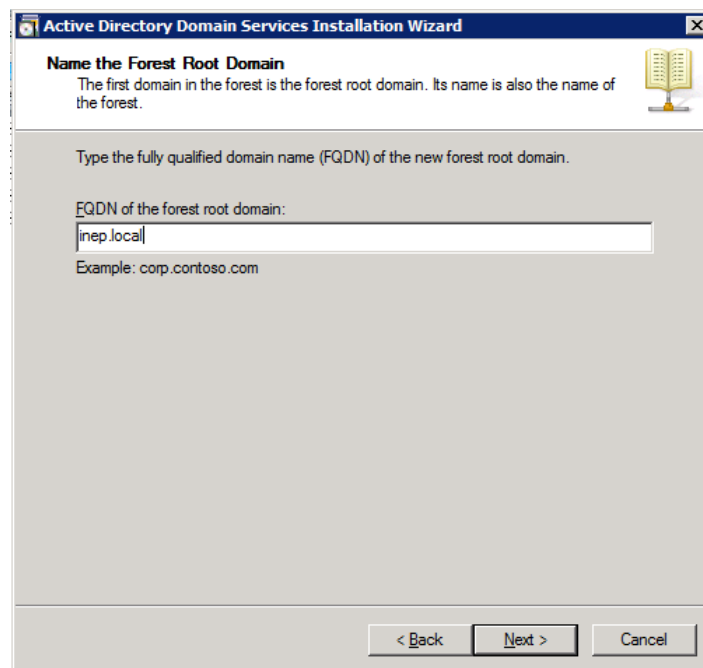 Active Directory Domain Services Installation Wizard
Name the Forest Root Domain
The first domain in the forest is the forest root domain. Its name is also the name of
the forest.
Type the fully qualified domain name (FQDN) of the new forest root domain.
FQDN of the forest root domain:
inep.local
Example: corp.contoso.com
< Back
Next >
Cancel